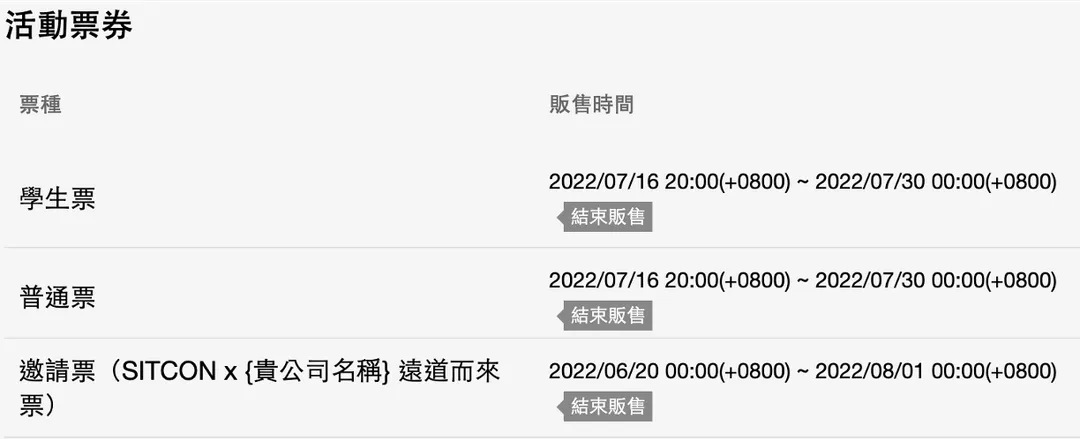 活動票券
票種
販售時間
學生票
2022/07/16 20:00(+0800) ~ 2022/07/30 00:00(+0800)
結束販售
普通票
2022/07/16 20:00(+0800) ~ 2022/07/30 00:00(+0800)
結束販售
邀請票（SITCON x {貴公司名稱} 遠道而來
票）
2022/06/20 00:00(+0800) ~ 2022/08/01 00:00(+0800)
結束販售